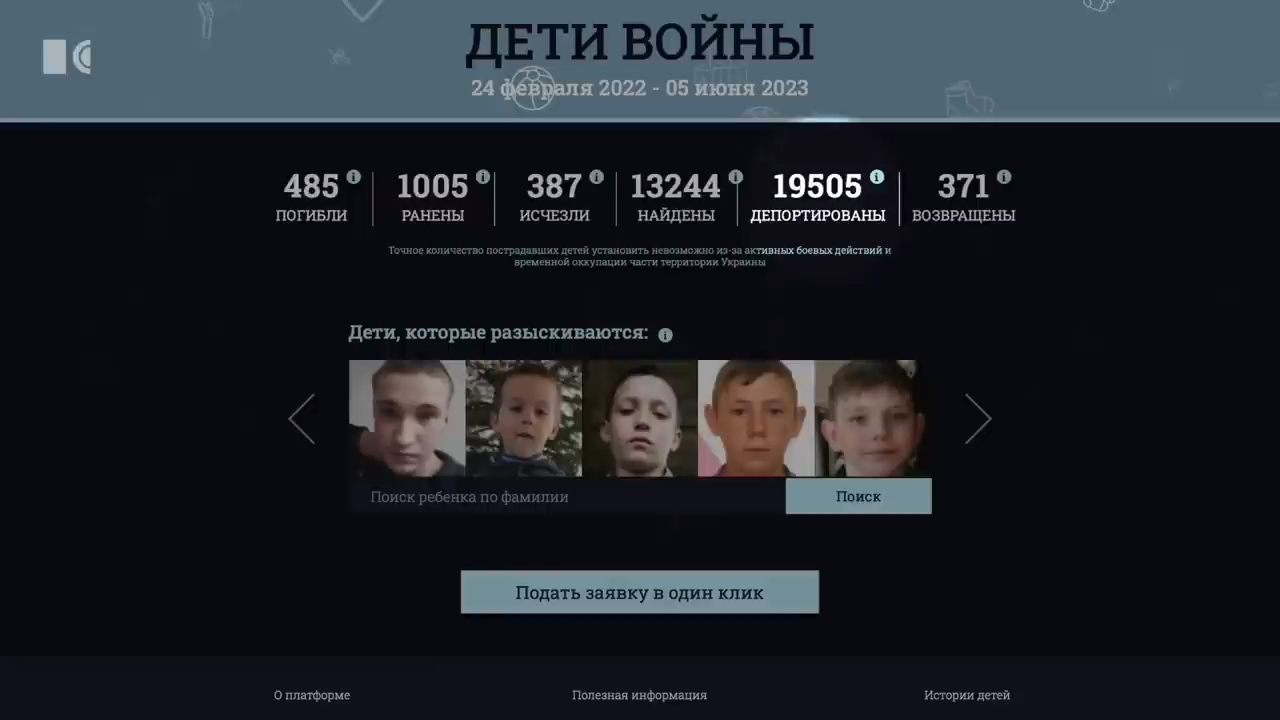 ДЕТИ ВОЙНЫ
24 февраля 2022 - 05 июня 2023
485 1005 387 13244 19505 371
ПОГИБЛИ РАНЕНЫ ИСЧЕЗЛИ НАЙДЕНЫ ДЕПОРТИРОВАНЫ ВОЗВРАЩЕНЫ
Точное количество пострадавших детей установить невозможно из-за активных боевых действий и
временной оккупации части территории Украины
Дети, которые разыскиваются:
Поиск ребенка по фамилии Поиск
Подать заявку в один клик
О платформе Полезная информация Истории детей